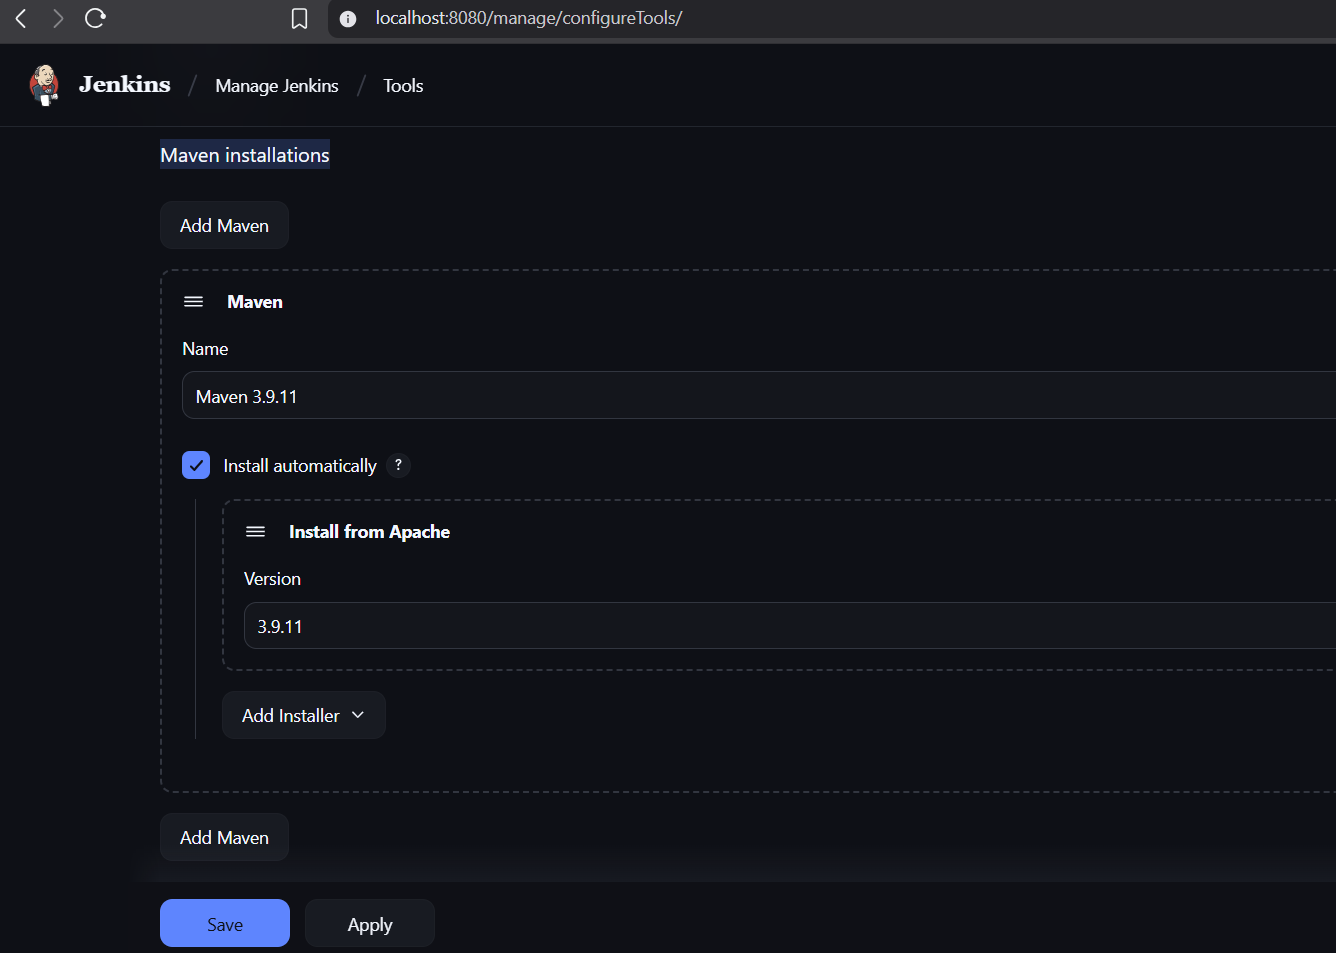 localhost:8080/manage/configureTools/
Jenkins / Manage Jenkins / Tools
Maven installations
Add Maven
Maven
Name
Maven 3.9.11
Install automatically ?
Install from Apache
Version
3.9.11
Add Installer
Add Maven
Save Apply